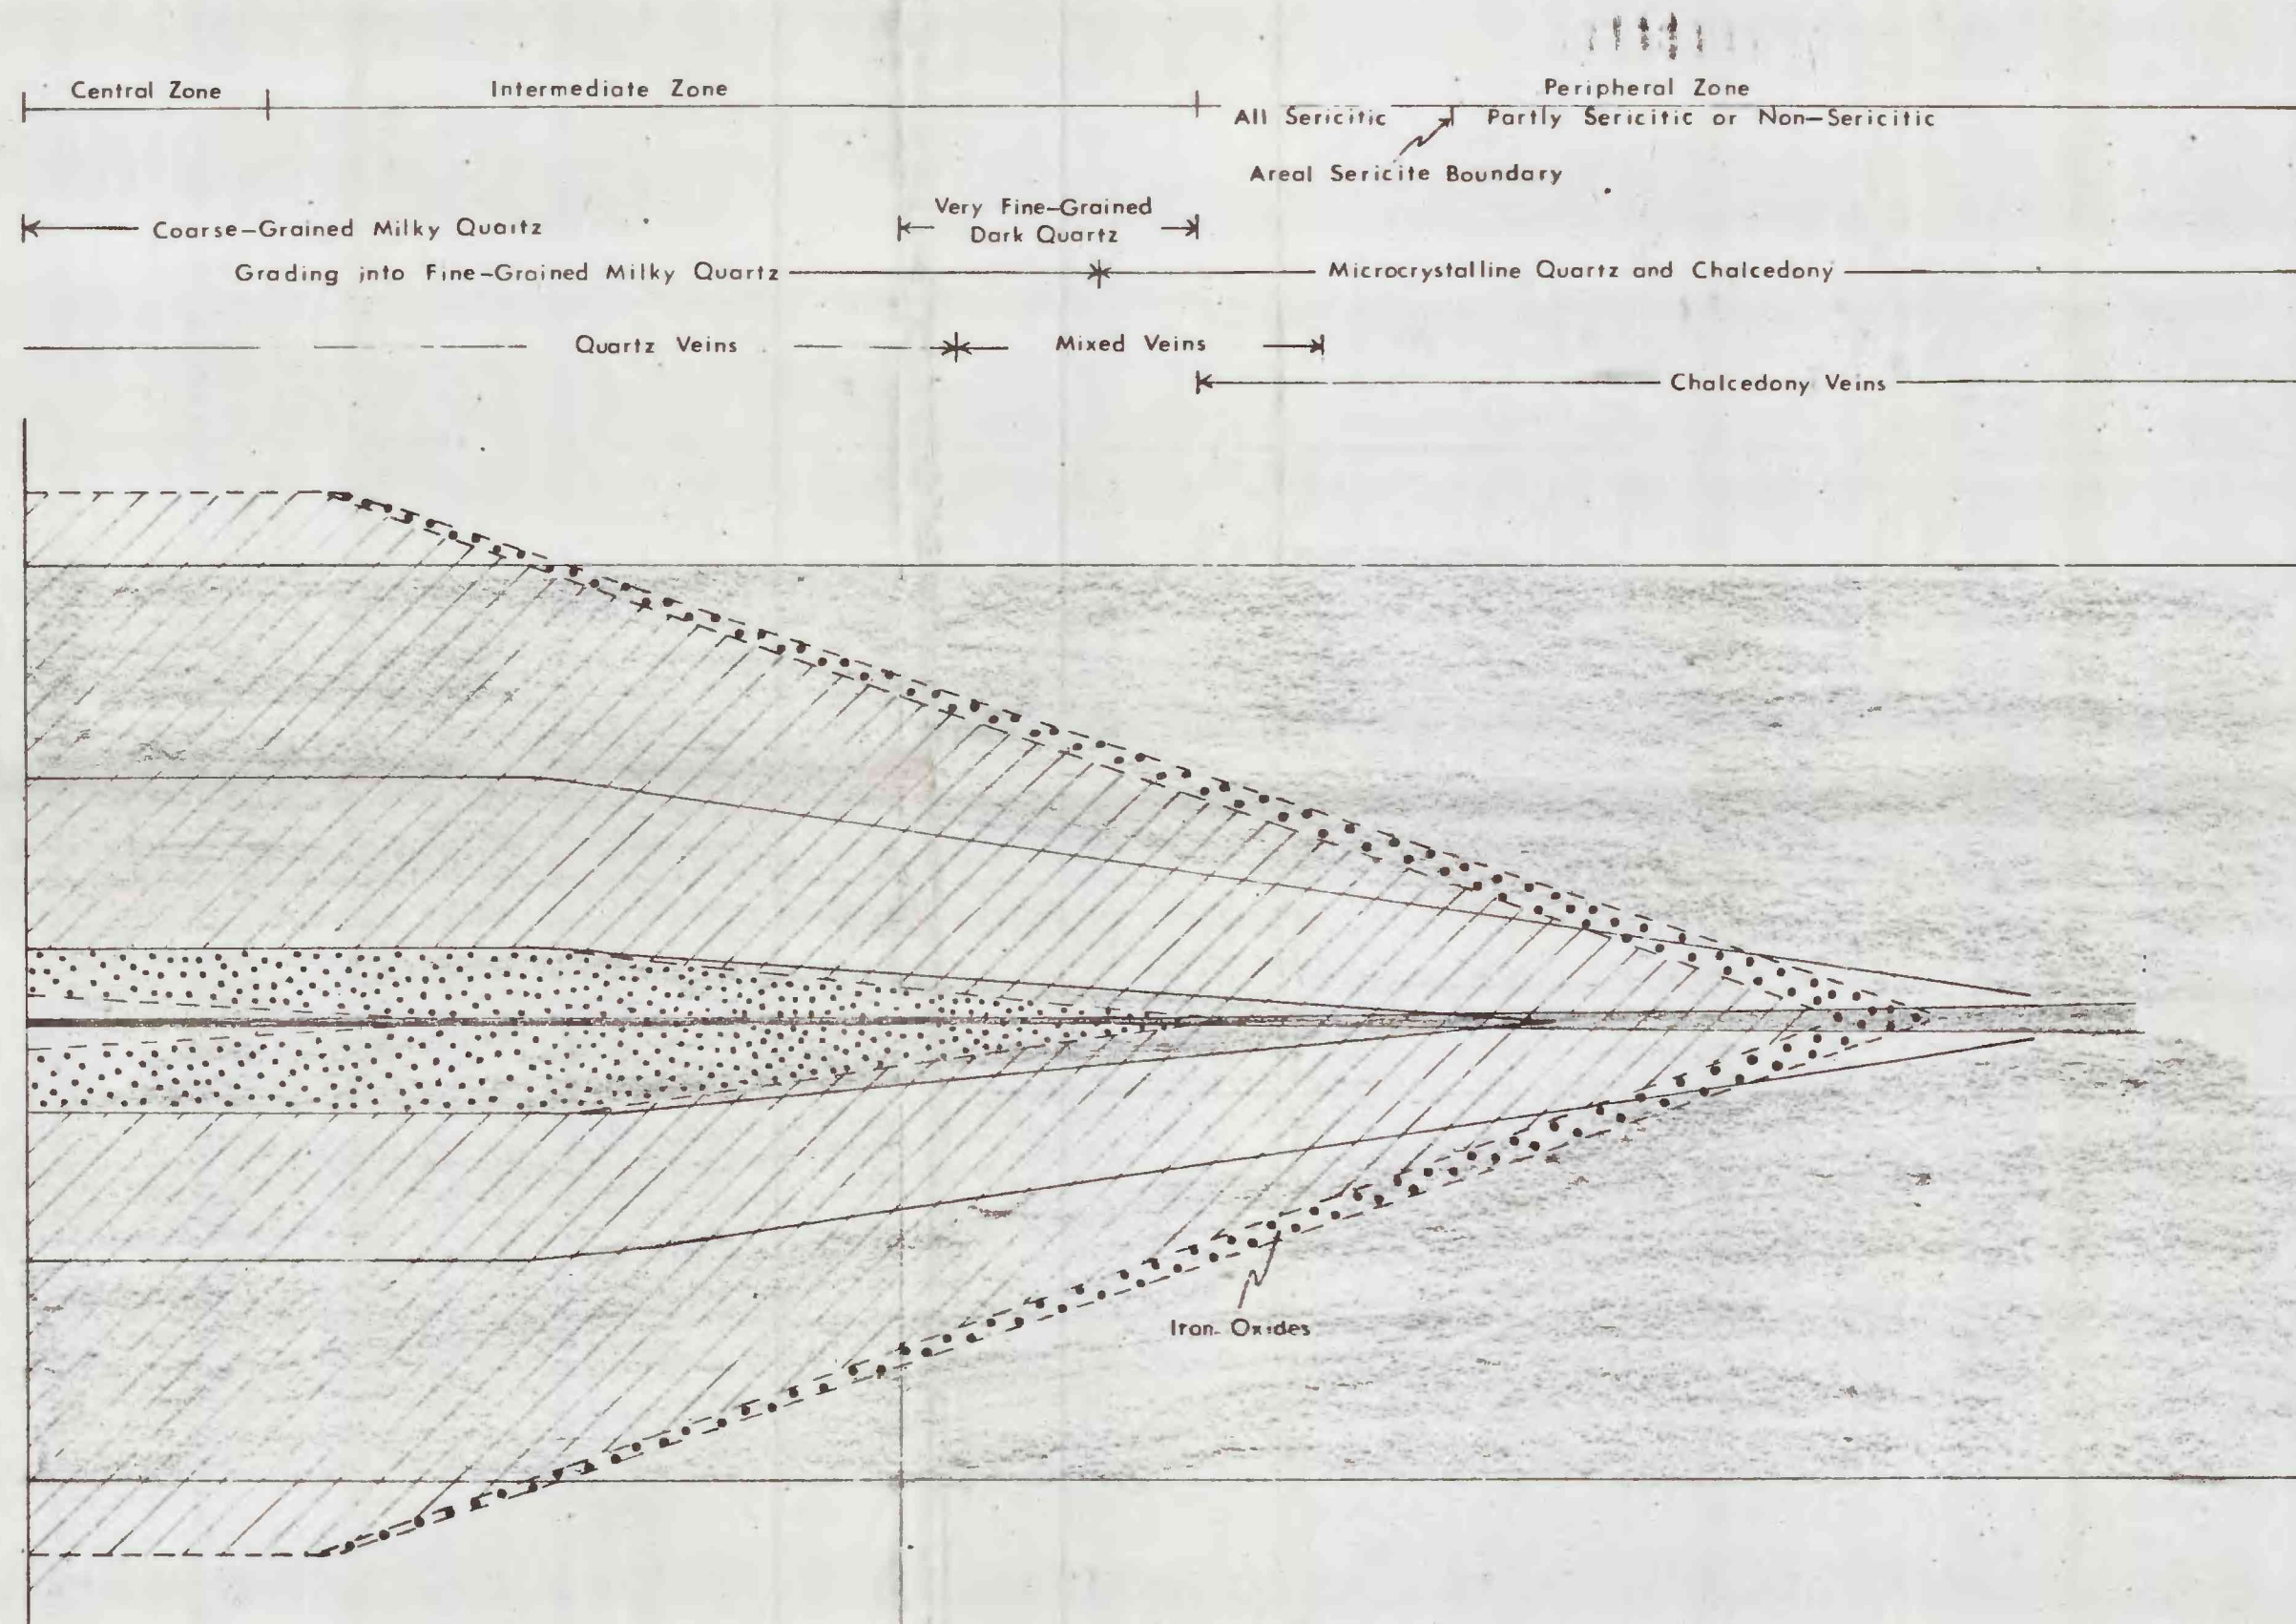 Central Zone
Intermediate Zone
Peripheral Zone
All Sericitic
Partly Sericitic or Non-Sericitic
Areal Sericite Boundary
Very Fine-Grained
Dark Quartz
Coarse-Grained Milky Quartz
Grading into Fine-Grained Milky Quartz
Microcrystalline Quartz and Chalcedony
Quartz Veins
Mixed Veins
Chalcedony Veins
Iron Oxides